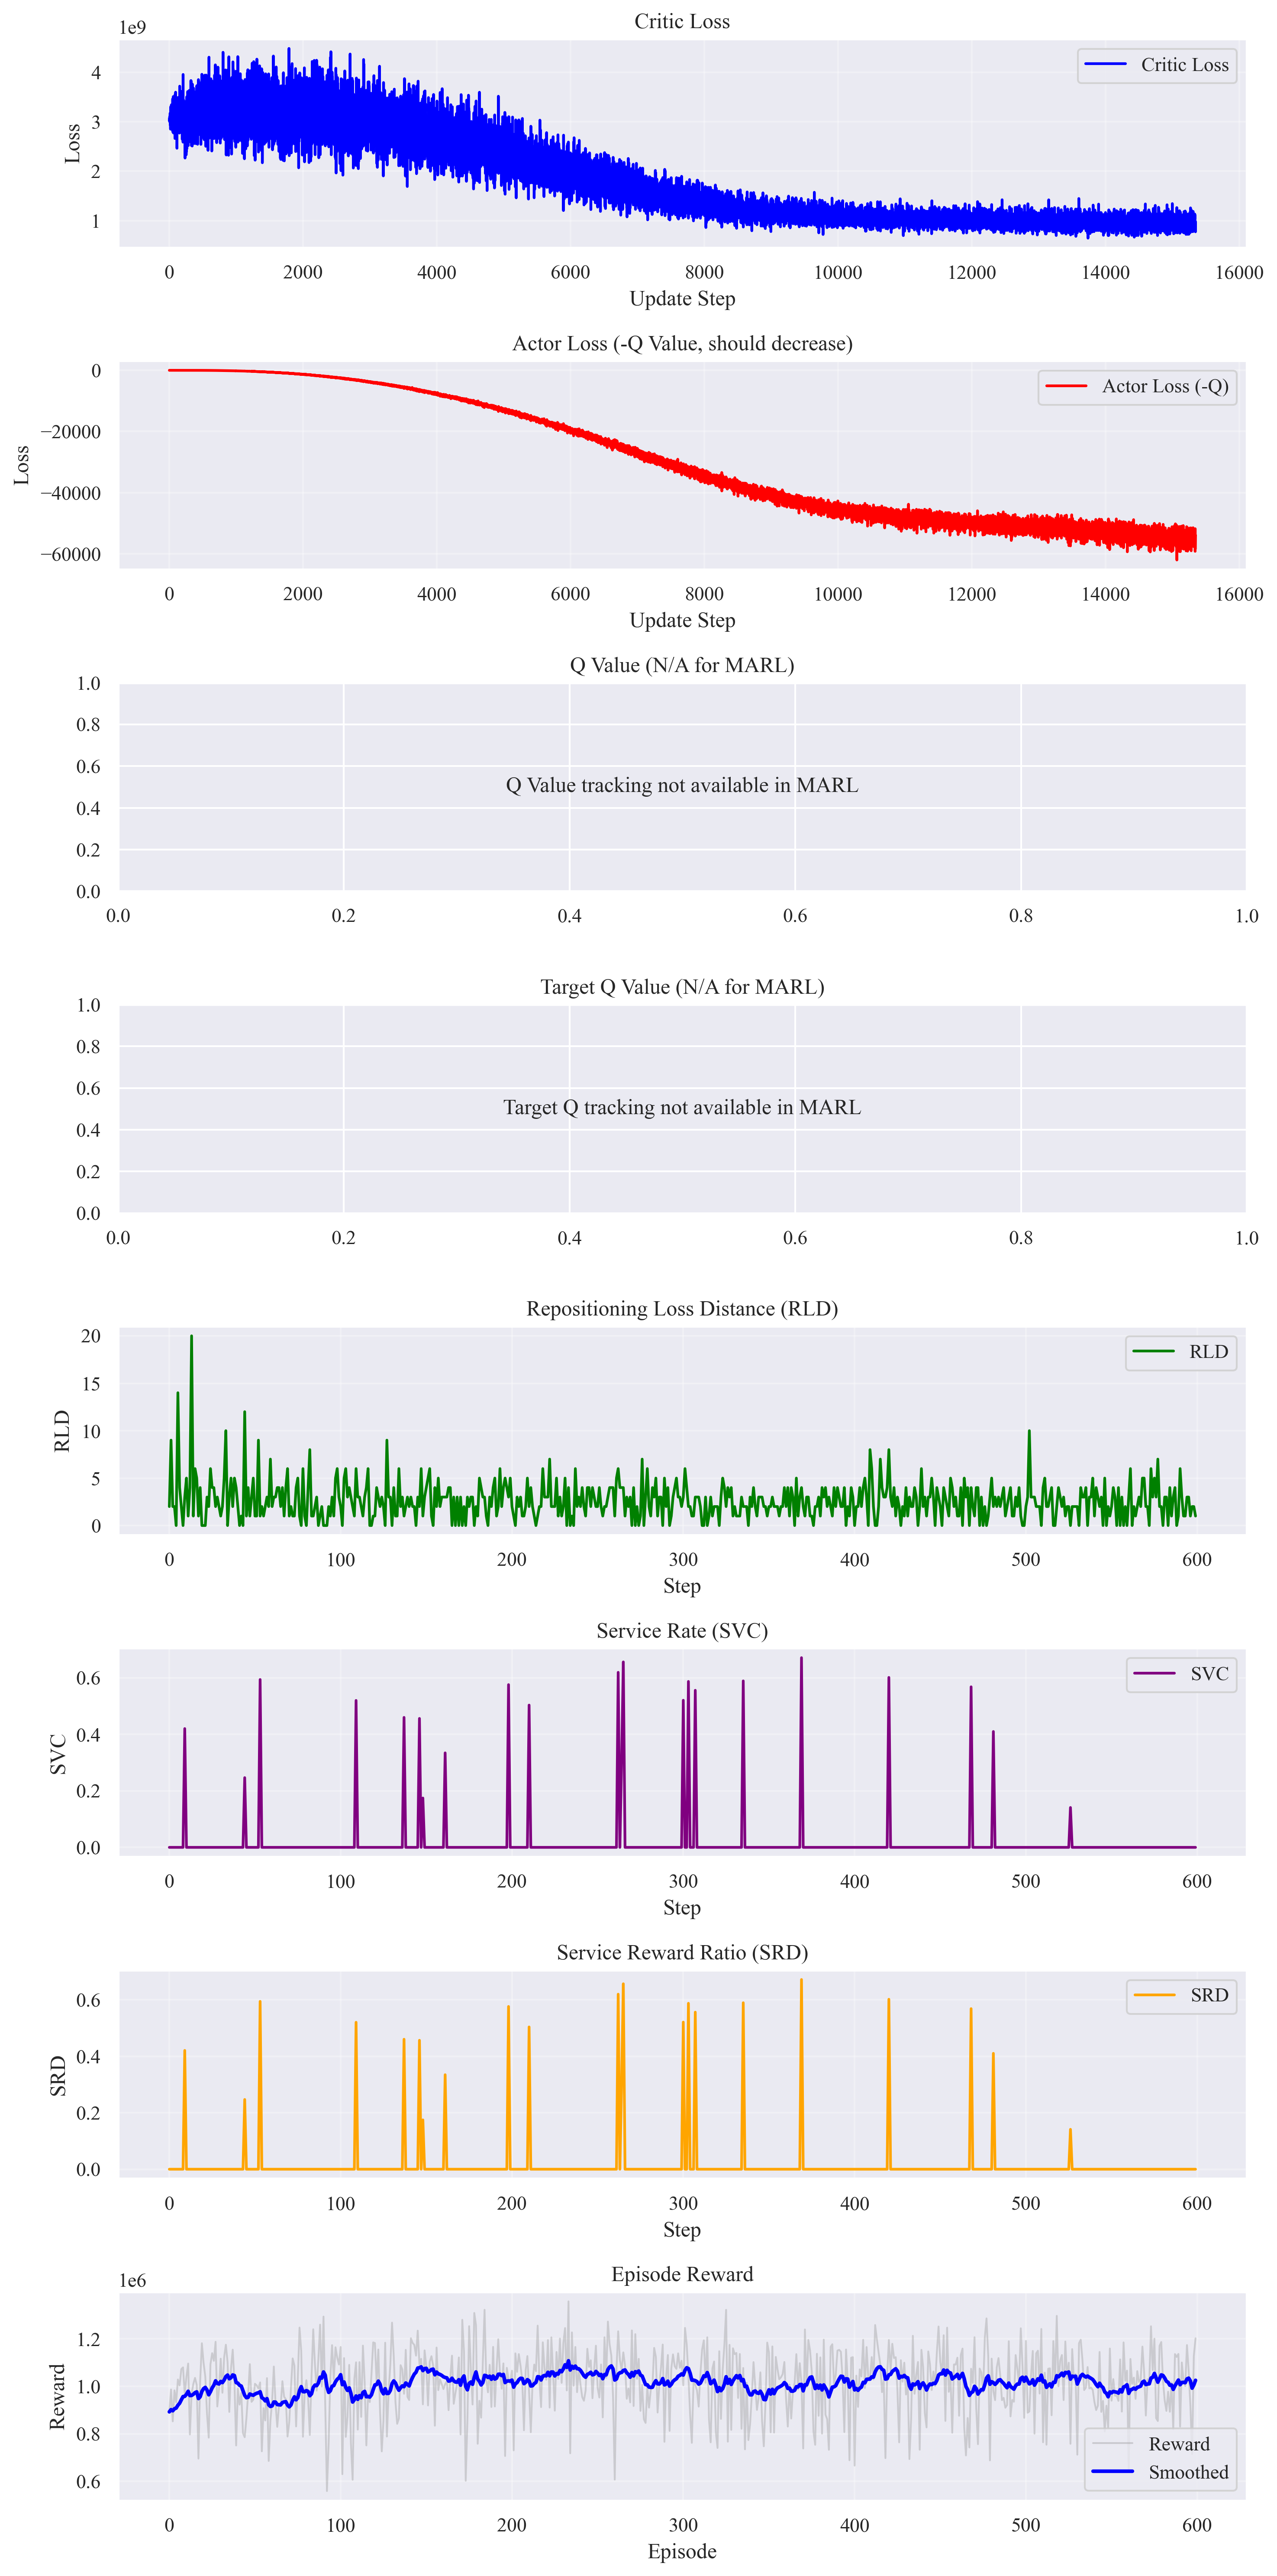 Critic Loss
1e9
Critic Loss
4
3
2
1
Loss
0 2000 4000 6000 8000 10000 12000 14000 16000
Update Step
Actor Loss (-Q Value, should decrease)
Actor Loss (-Q)
0
−20000
−40000
−60000
Loss
0 2000 4000 6000 8000 10000 12000 14000 16000
Update Step
Q Value (N/A for MARL)
1.0
0.8
0.6
Q Value tracking not available in MARL
0.4
0.2
0.0
0.0 0.2 0.4 0.6 0.8 1.0
Target Q Value (N/A for MARL)
1.0
0.8
0.6
Target Q tracking not available in MARL
0.4
0.2
0.0
0.0 0.2 0.4 0.6 0.8 1.0
Repositioning Loss Distance (RLD)
RLD
20
15
10
5
0
RLD
0 100 200 300 400 500 600
Step
Service Rate (SVC)
SVC
0.6
0.4
0.2
0.0
SVC
0 100 200 300 400 500 600
Step
Service Reward Ratio (SRD)
SRD
0.6
0.4
0.2
0.0
SRD
0 100 200 300 400 500 600
Step
Episode Reward
1e6
1.2
1.0
0.8
0.6
Reward
Reward
Smoothed
0 100 200 300 400 500 600
Episode